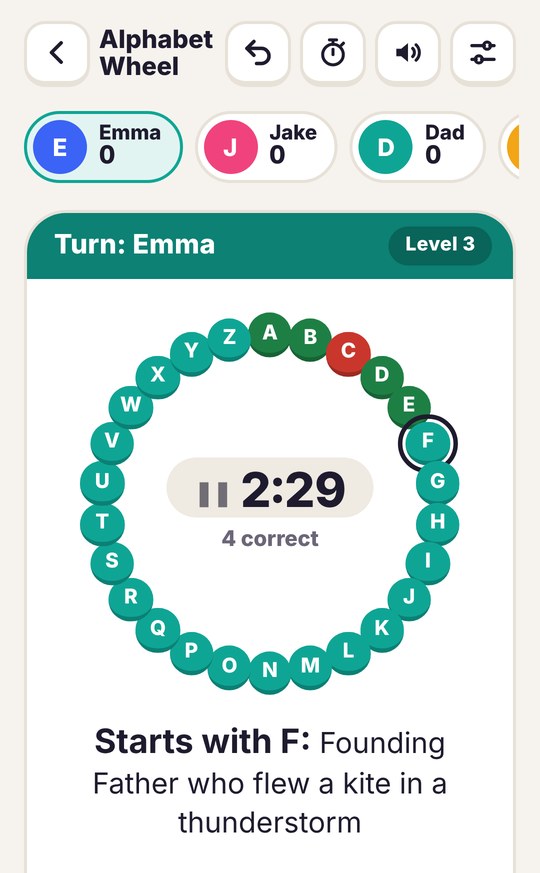 Alphabet
Wheel
E Emma 0
J Jake 0
D Dad 0
Turn: Emma
Level 3
A
B
C
D
E
F
G
H
I
J
K
L
M
N
O
P
Q
R
S
T
U
V
W
X
Y
Z
2:29
4 correct
Starts with F: Founding
Father who flew a kite in a
thunderstorm